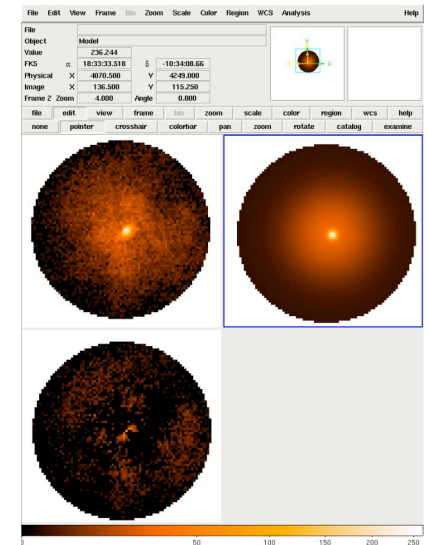 File Edit View Frame Bin Zoom Scale Color Region WCS Analysis Help
File
Object Model
Value 236.244
FK5 α 18:33:33.518 δ -10:34:08.66
Physical X 4070.500 Y 4249.000
Image X 136.500 Y 115.250
Frame 2 Zoom 4.000 Angle 0.000
file edit view frame bin zoom scale color region wcs help
none pointer crosshair colorbar pan zoom rotate catalog examine
0 50 100 150 200 250